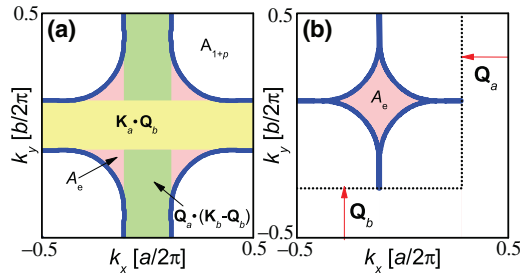 0.5 (a) A1+p
ky [b/2π]
Ka•Qb
Ae
Qa•(Kb-Qb)
−0.5
−0.5 kx [a/2π] 0.5
0.5 (b)
ky [b/2π]
Ae
Qa
Qb
−0.5
−0.5 kx [a/2π] 0.5